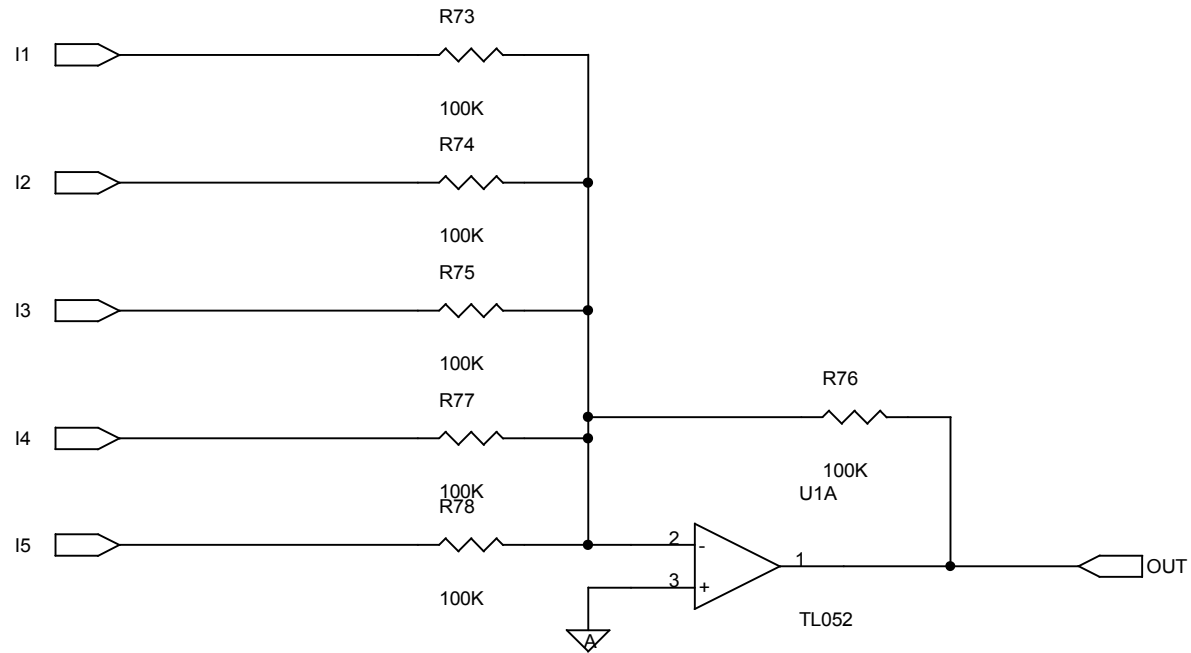 R73
I1
100K
R74
I2
100K
R75
I3
100K
R77
I4
100K
R78
I5
100K
R76
100K
U1A
2
-
1
OUT
3
+
TL052
A